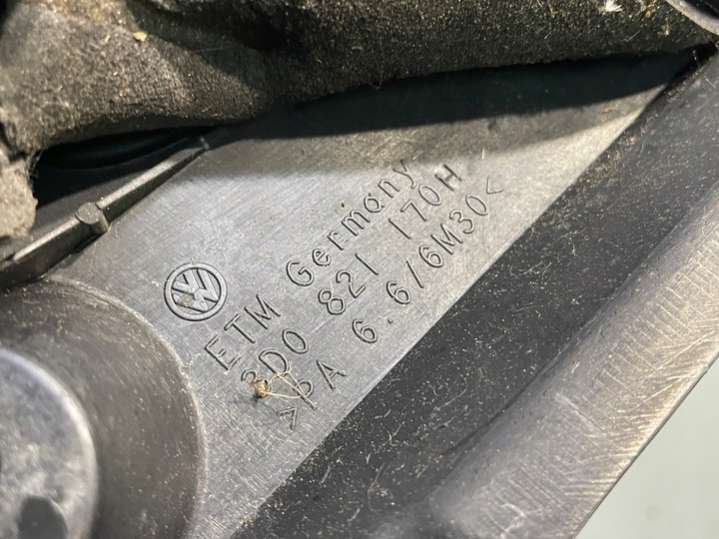 ETM Germany
3D0 821 170H
>PA 6.6/6M30<